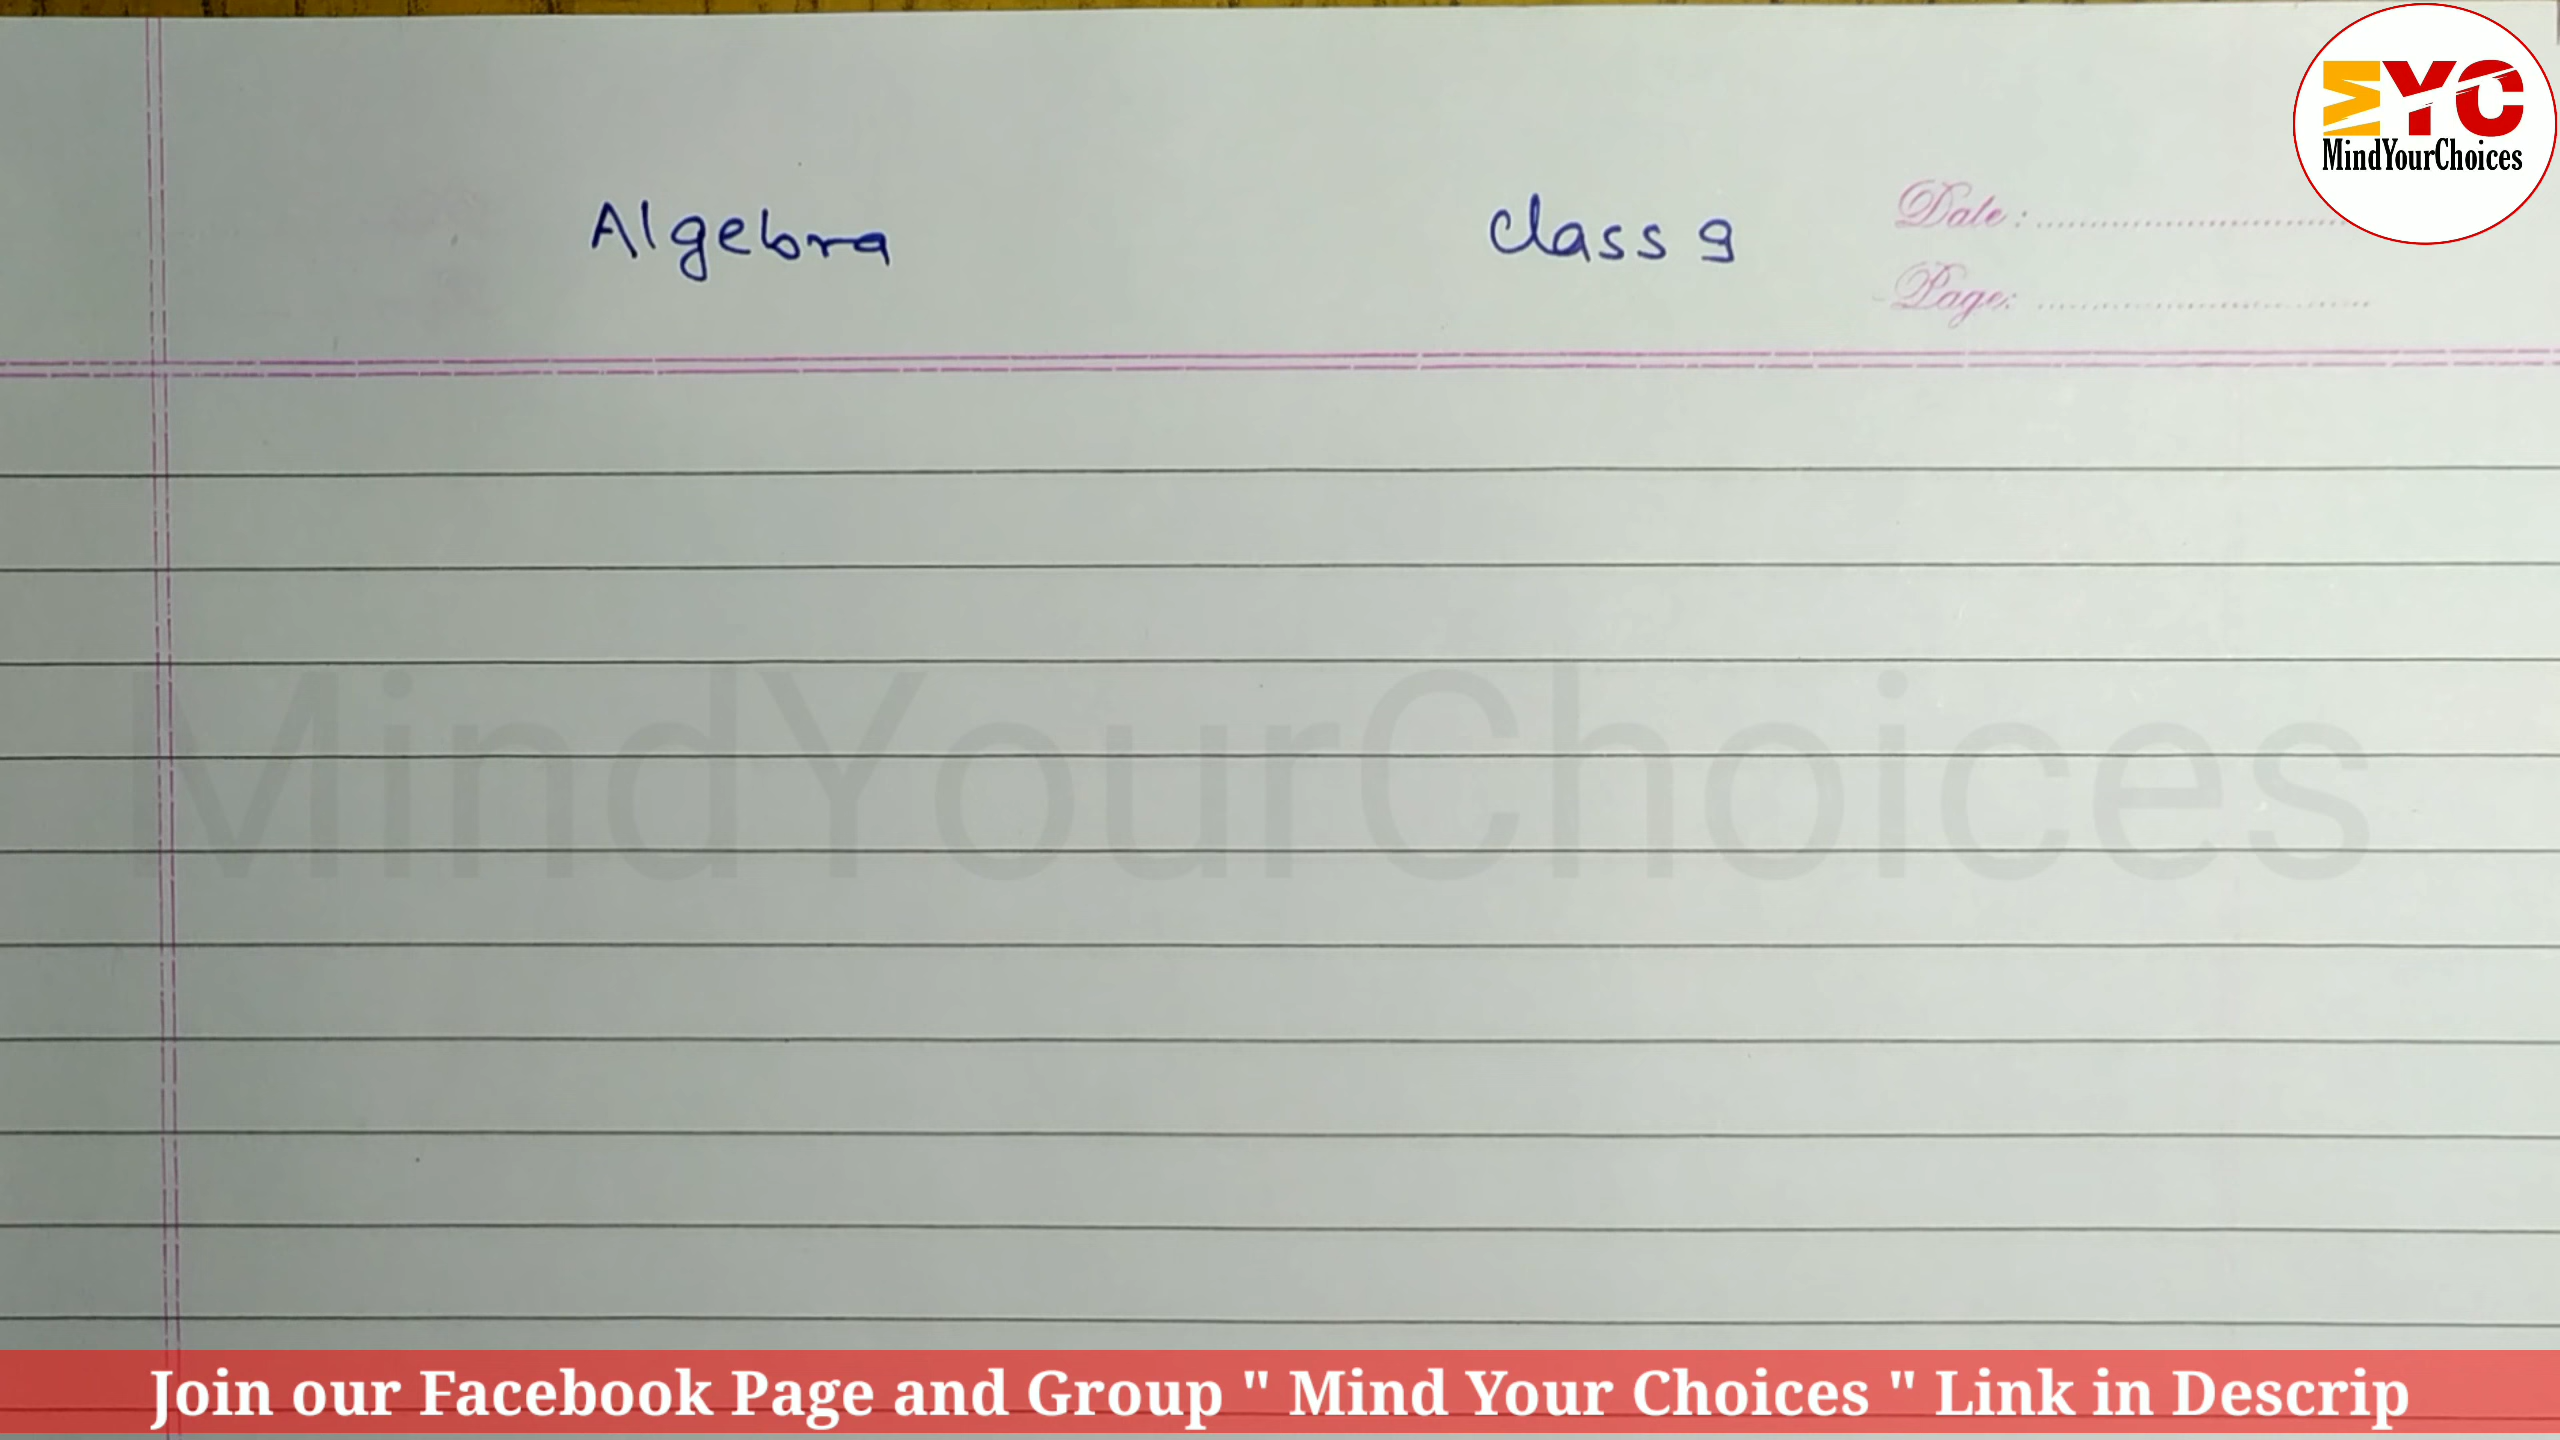 MYC
MindYourChoices
Algebra class 9
Date :
Page:
MindYourChoices
Join our Facebook Page and Group " Mind Your Choices " Link in Descrip